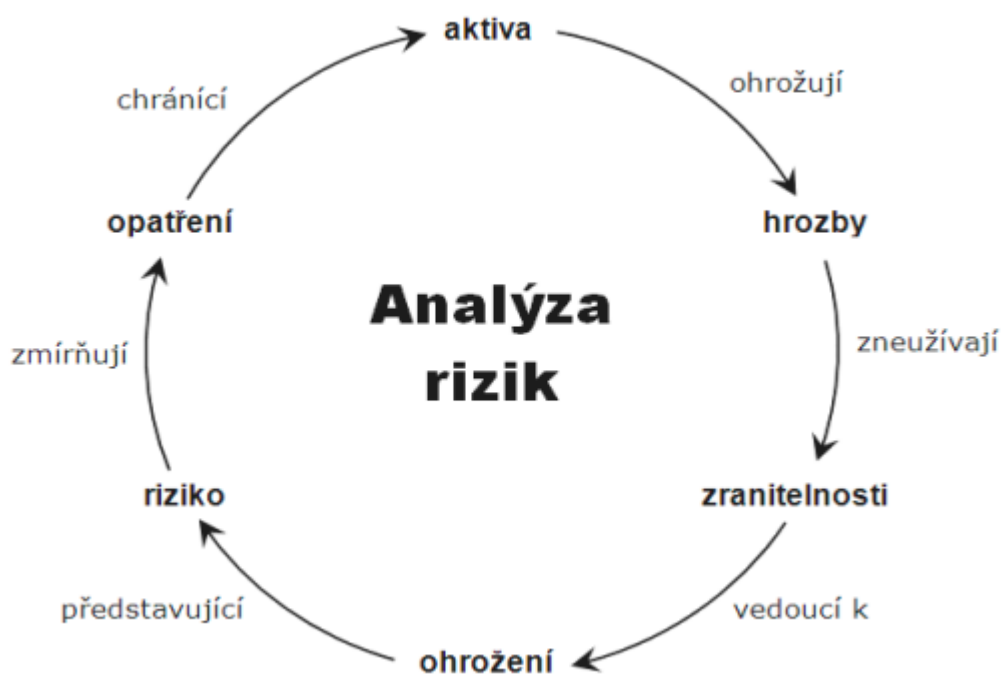 aktiva
ohrožují
hrozby
zneužívají
zranitelnosti
vedoucí k
ohrožení
představující
riziko
zmírňují
opatření
chránící
Analýza
rizik